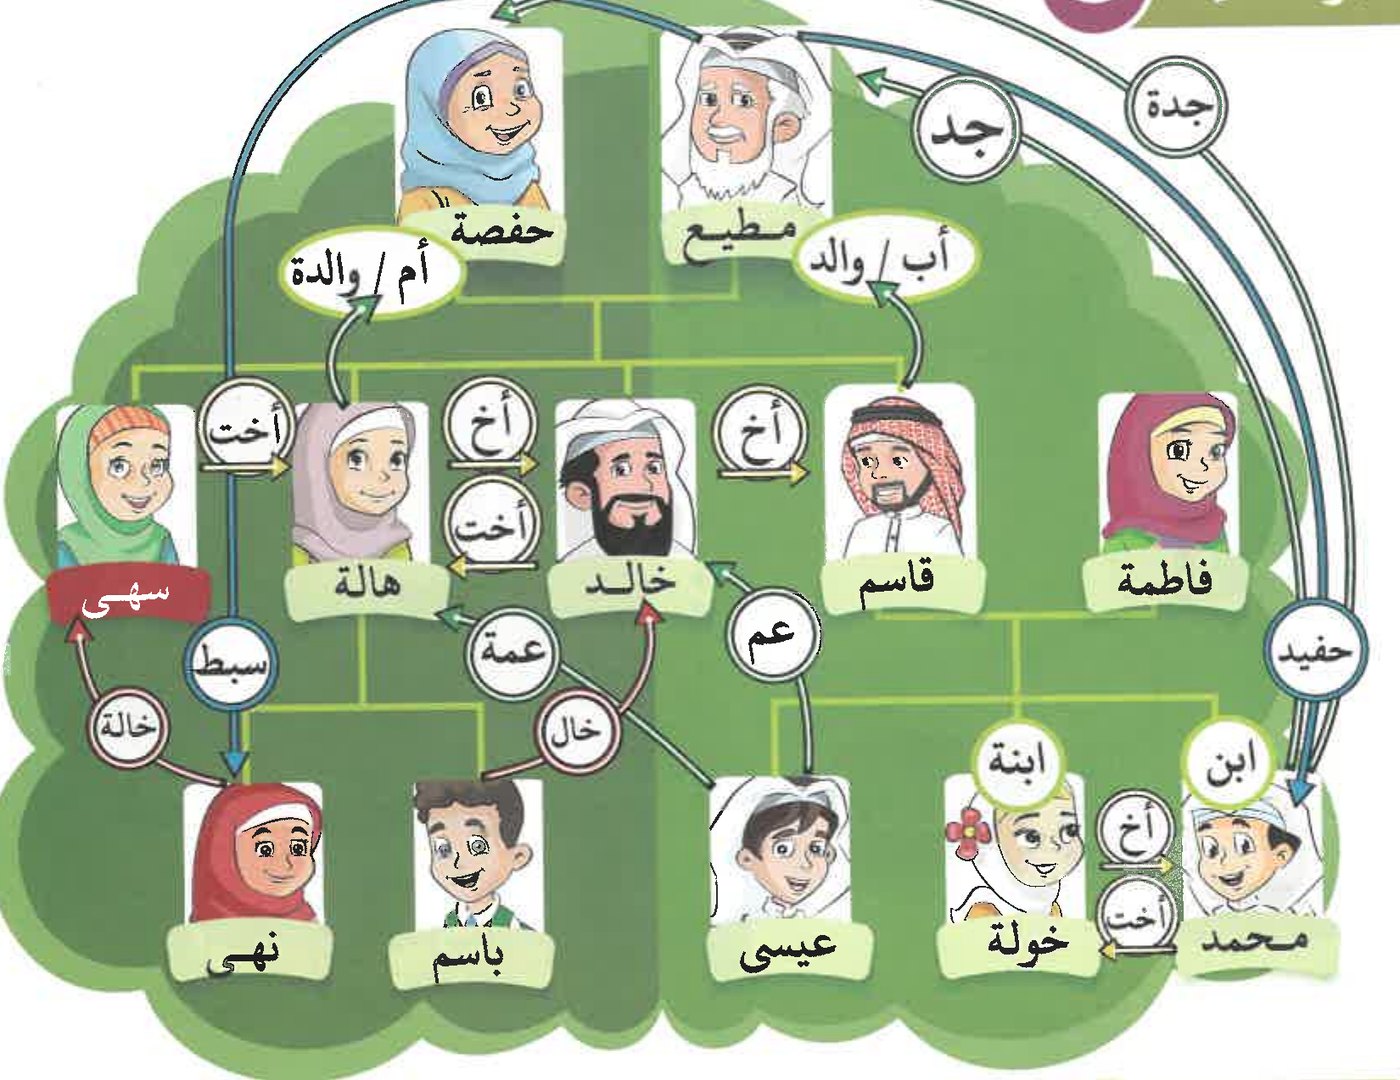 جدة
جد
حفصة
مطيع
أم / والدة
أب / والد
أخت
أخ
أخ
أخت
سهى
هالة
خالد
قاسم
فاطمة
عمة
عم
سبط
حفيد
خالة
خال
ابنة
ابن
أخ
أخت
نهى
باسم
عيسى
خولة
محمد